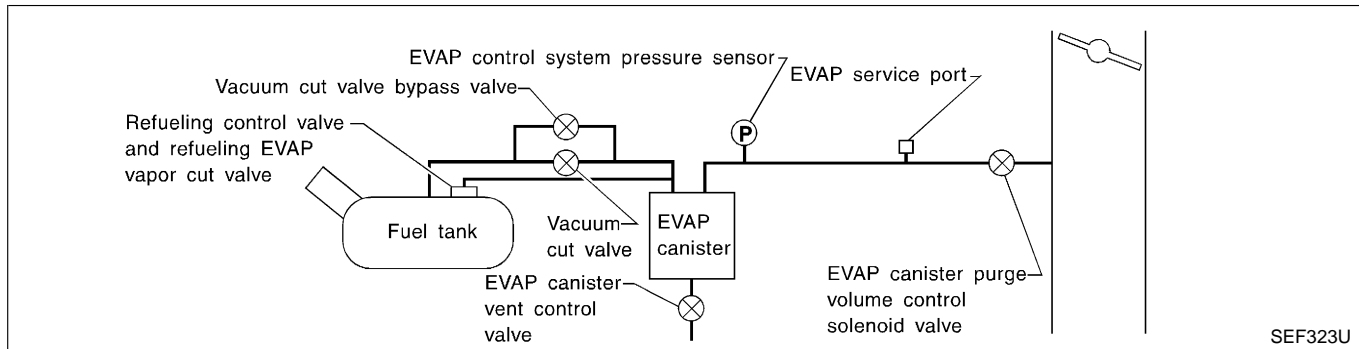 EVAP control system pressure sensor
EVAP service port
Vacuum cut valve bypass valve
Refueling control valve
and refueling EVAP
vapor cut valve
P
Fuel tank
Vacuum
cut valve
EVAP
canister
EVAP canister
vent control
valve
EVAP canister purge
volume control
solenoid valve
SEF323U